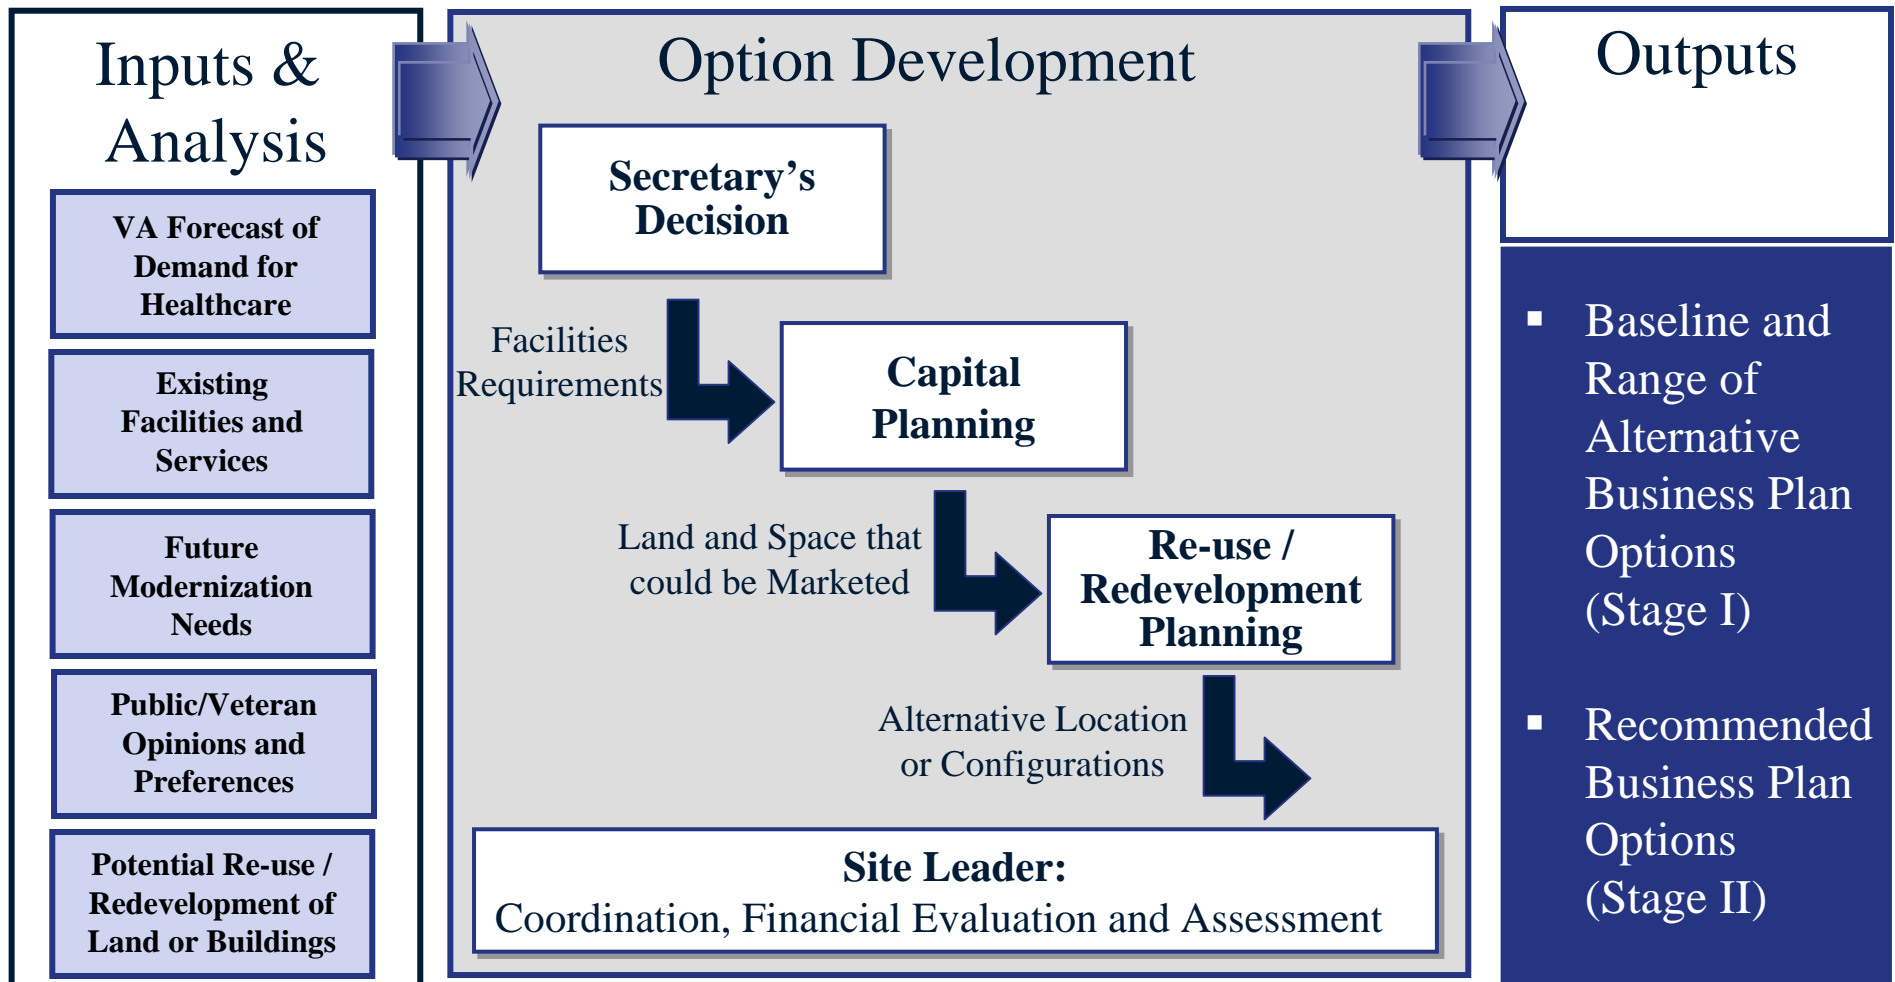 Inputs &
Analysis
VA Forecast of
Demand for
Healthcare
Existing
Facilities and
Services
Future
Modernization
Needs
Public/Veteran
Opinions and
Preferences
Potential Re-use /
Redevelopment of
Land or Buildings
Option Development
Secretary’s
Decision
Facilities
Requirements
Capital
Planning
Land and Space that
could be Marketed
Re-use /
Redevelopment
Planning
Alternative Location
or Configurations
Site Leader:
Coordination, Financial Evaluation and Assessment
Outputs
▪ Baseline and
Range of
Alternative
Business Plan
Options
(Stage I)
▪ Recommended
Business Plan
Options
(Stage II)